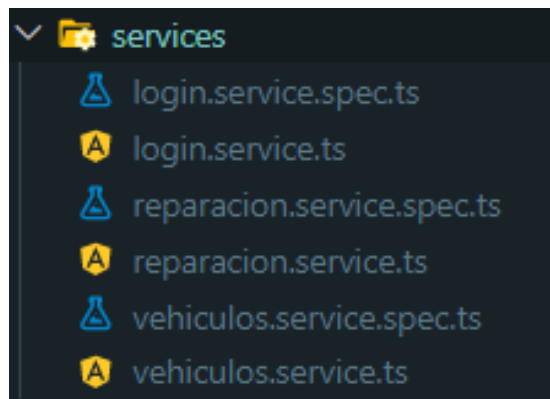 services
login.service.spec.ts
login.service.ts
reparacion.service.spec.ts
reparacion.service.ts
vehiculos.service.spec.ts
vehiculos.service.ts